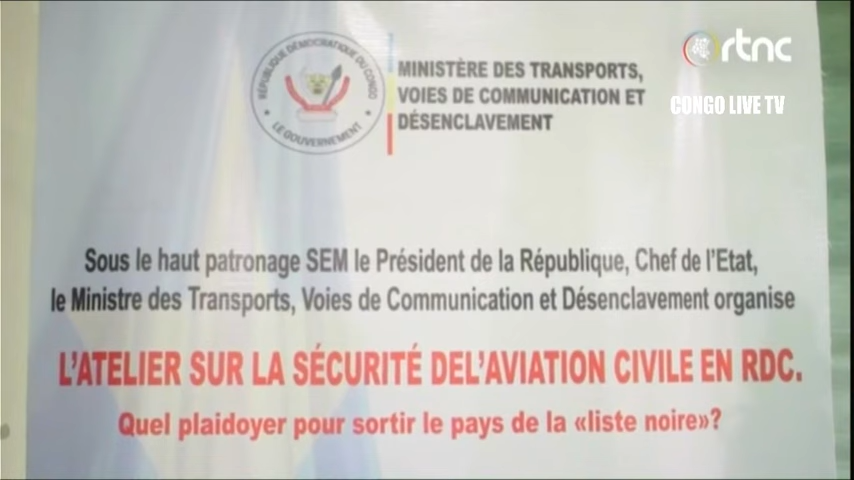 rtnc
CONGO LIVE TV
RÉPUBLIQUE DÉMOCRATIQUE DU CONGO
LE GOUVERNEMENT
MINISTÈRE DES TRANSPORTS,
VOIES DE COMMUNICATION ET
DÉSENCLAVEMENT
Sous le haut patronage SEM le Président de la République, Chef de l'Etat,
le Ministre des Transports, Voies de Communication et Désenclavement organise
L'ATELIER SUR LA SÉCURITÉ DEL'AVIATION CIVILE EN RDC.
Quel plaidoyer pour sortir le pays de la «liste noire»?